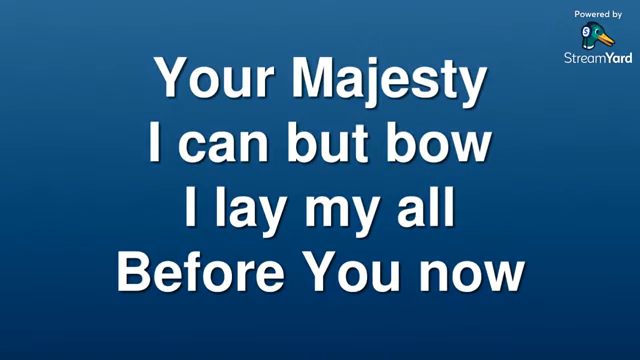 Powered by
StreamYard
Your Majesty
I can but bow
I lay my all
Before You now